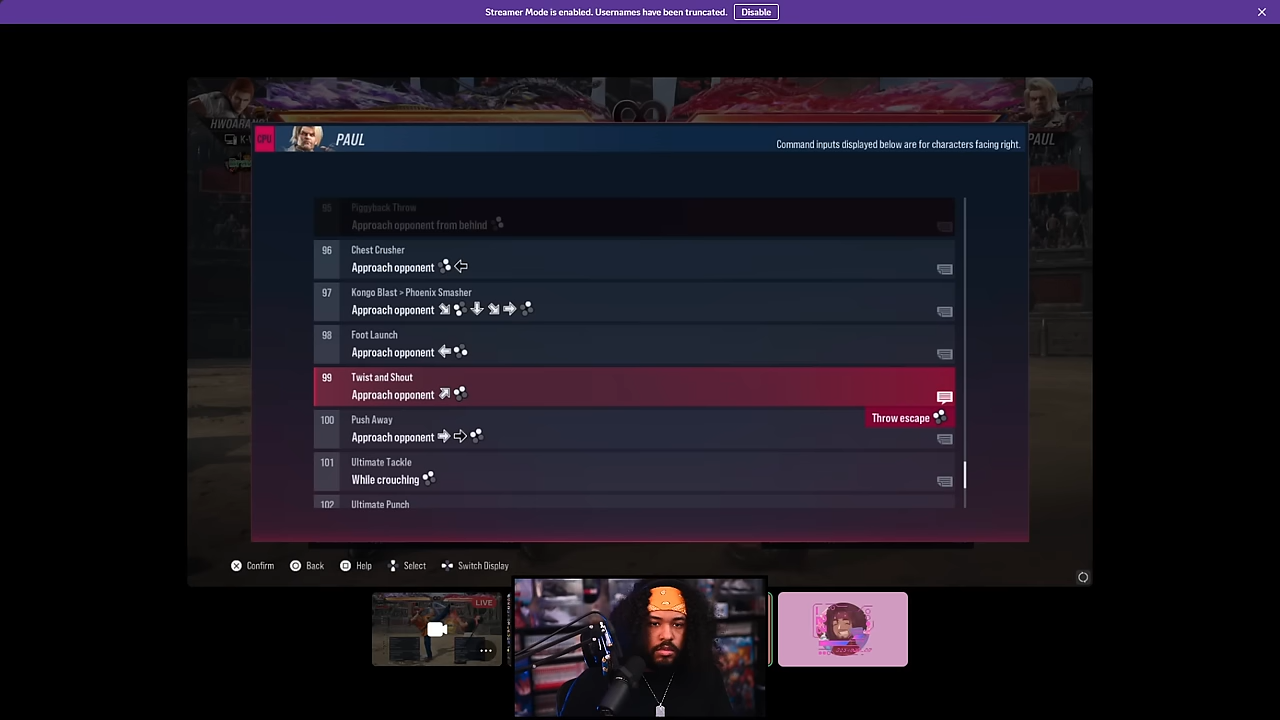 Streamer Mode is enabled. Usernames have been truncated. Disable
HWOARANG
PAUL
CPU
PAUL
Command inputs displayed below are for characters facing right.
95 Piggyback Throw
Approach opponent from behind
96 Chest Crusher
Approach opponent
97 Kongo Blast > Phoenix Smasher
Approach opponent
98 Foot Launch
Approach opponent
99 Twist and Shout
Approach opponent
Throw escape
100 Push Away
Approach opponent
101 Ultimate Tackle
While crouching
102 Ultimate Punch
Confirm Back Help Select Switch Display
LIVE